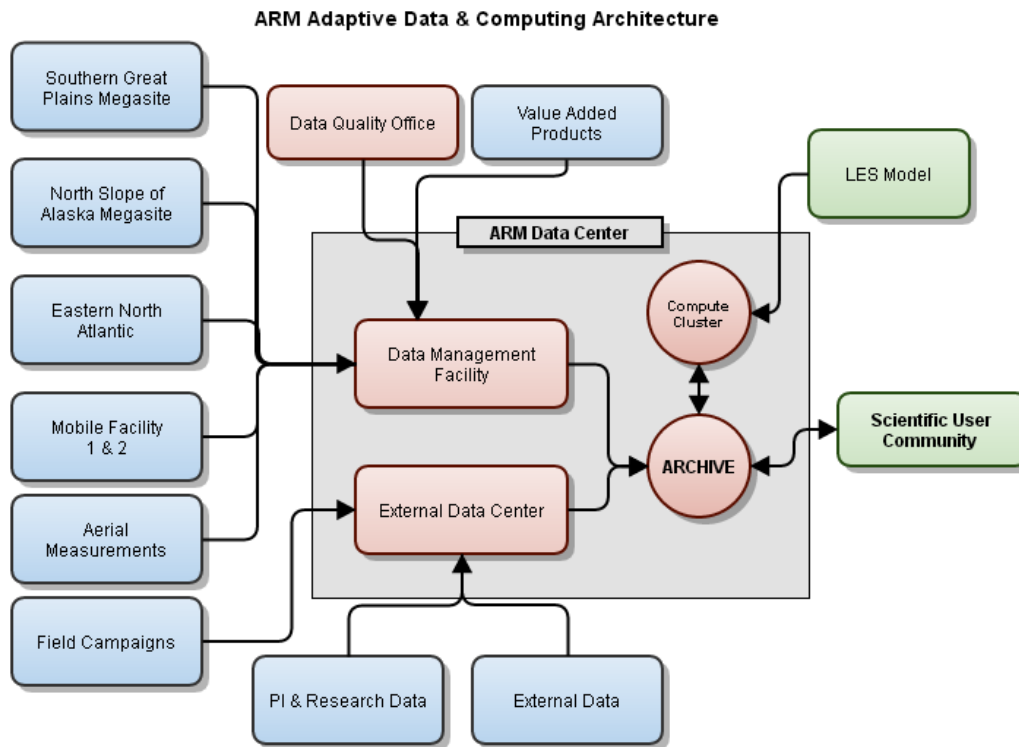 ARM Adaptive Data & Computing Architecture
Southern Great
Plains Megasite
Data Quality Office
Value Added
Products
LES Model
North Slope of
Alaska Megasite
ARM Data Center
Eastern North
Atlantic
Compute
Cluster
Data Management
Facility
Mobile Facility
1 & 2
Scientific User
Community
ARCHIVE
External Data Center
Aerial
Measurements
Field Campaigns
PI & Research Data
External Data